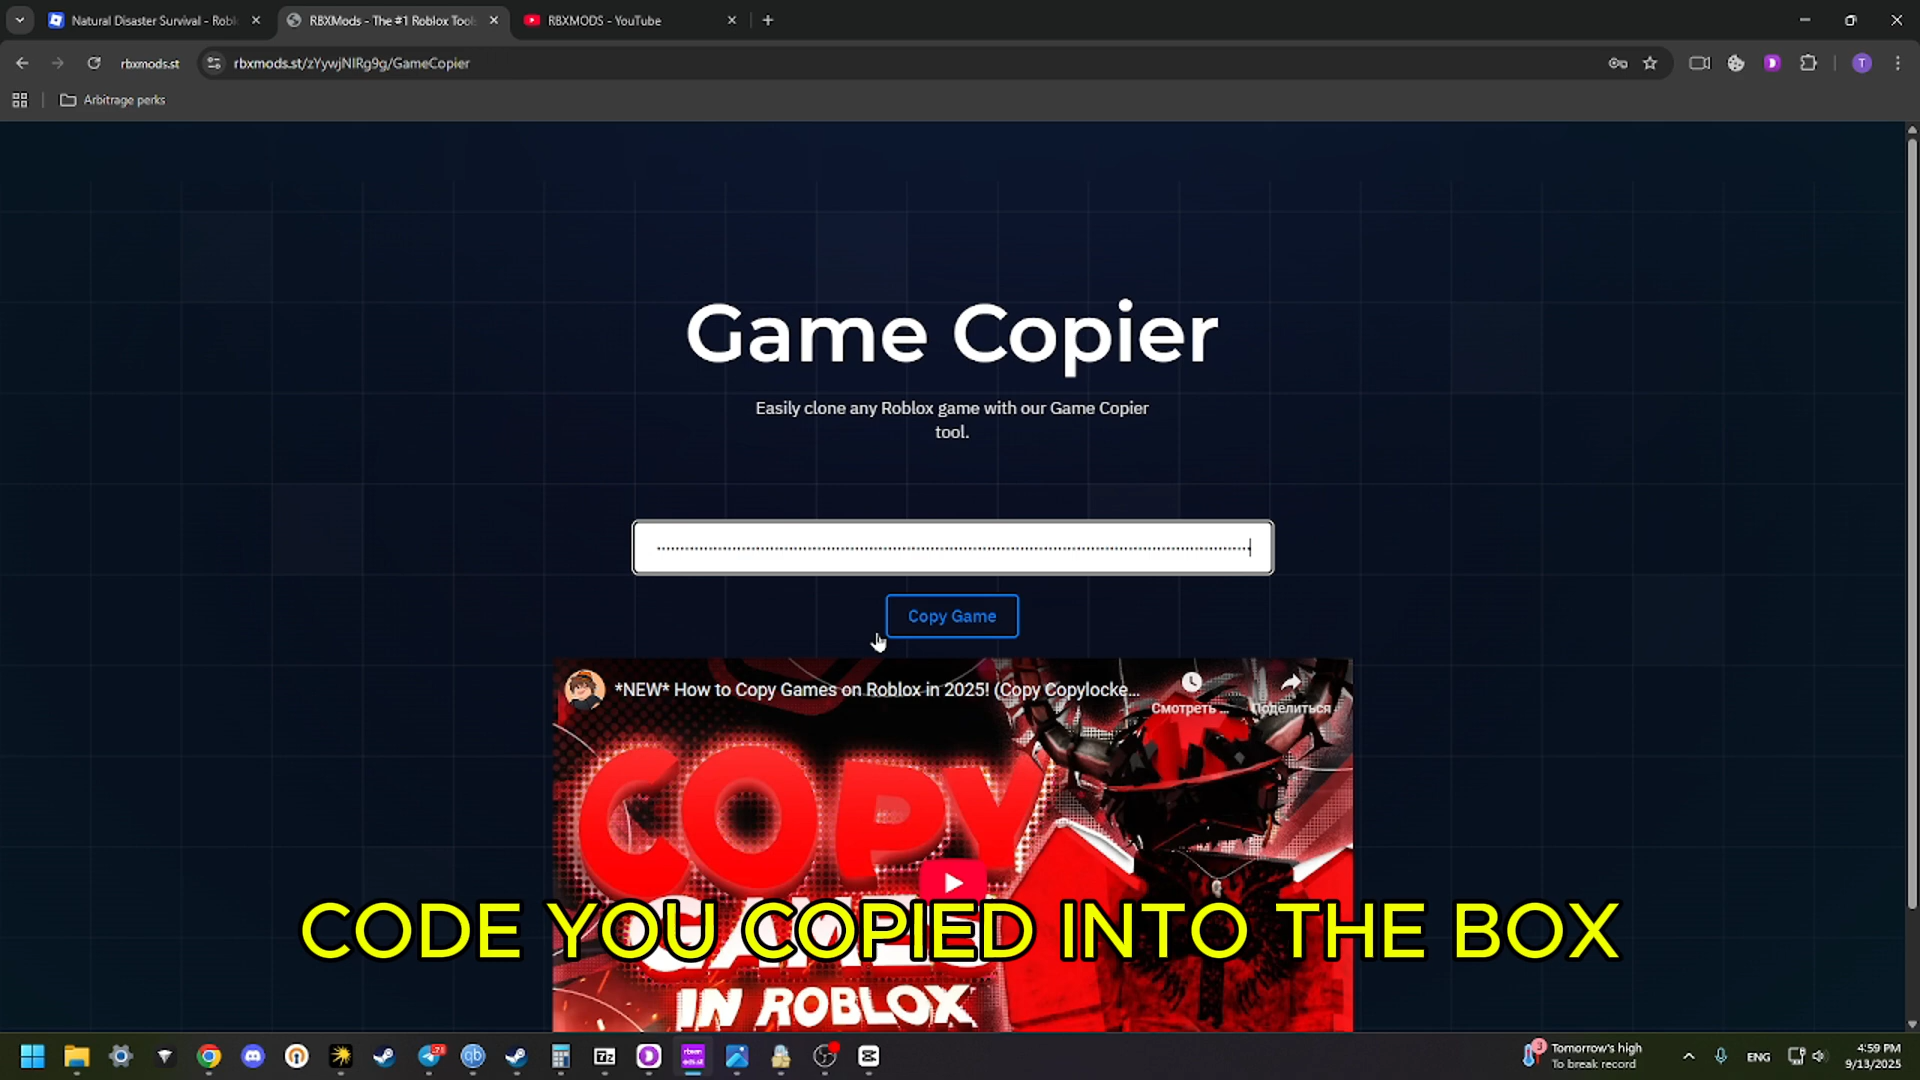 Natural Disaster Survival - Robl
RBXMods - The #1 Roblox Tools
RBXMODS - YouTube
rbxmods.st
rbxmods.st/zYywjNIRg9g/GameCopier
T
Arbitrage perks
Game Copier
Easily clone any Roblox game with our Game Copier
tool.
Copy Game
*NEW* How to Copy Games on Roblox in 2025! (Copy Copylocke...
Смотреть ...
Поделиться
COPY
GAMES
IN ROBLOX
CODE YOU COPIED INTO THE BOX
Tomorrow's high
To break record
ENG
4:59 PM
9/13/2025